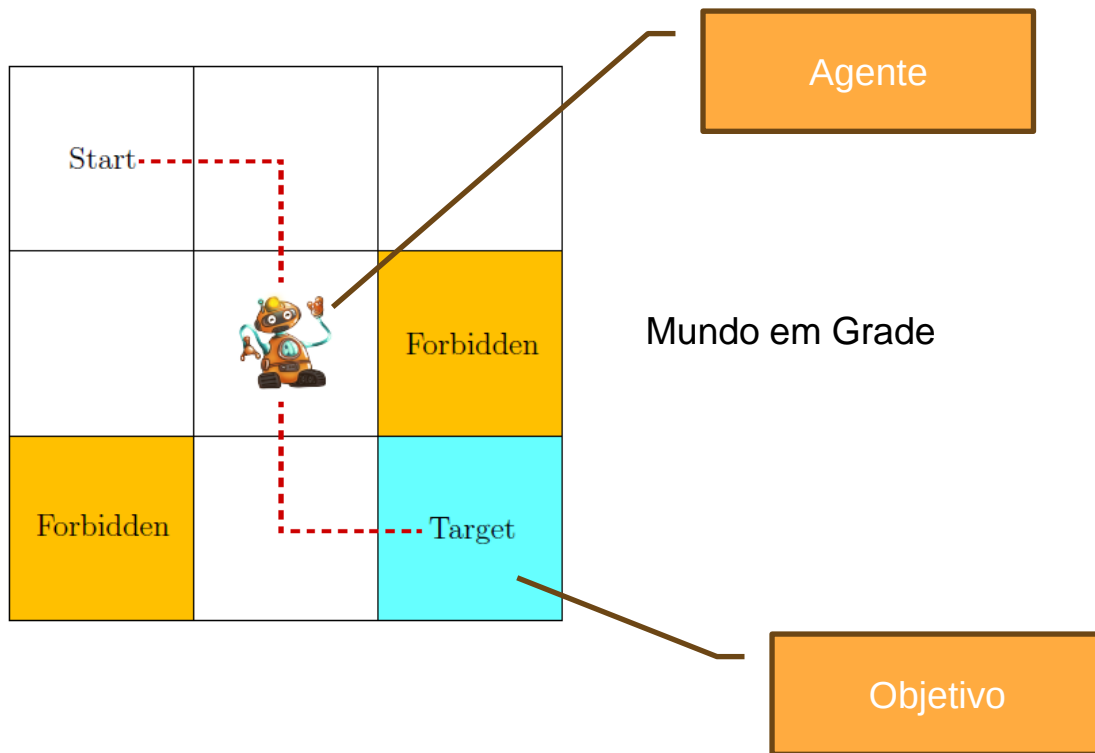 Agente
Start
Forbidden
Mundo em Grade
Forbidden
Target
Objetivo